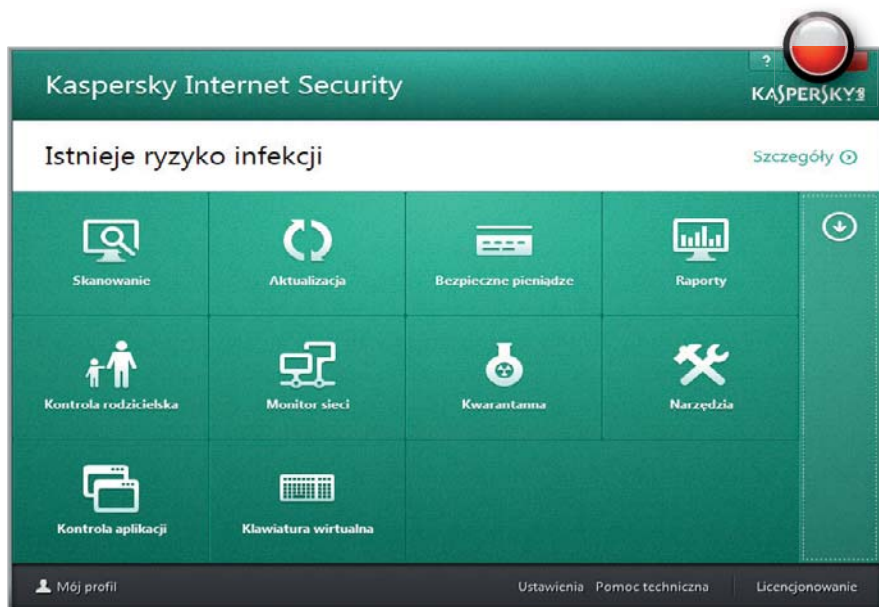 ?
Kaspersky Internet Security
KASPERSKY lab
Istnieje ryzyko infekcji
Szczegóły
Skanowanie
Aktualizacja
Bezpieczne pieniądze
Raporty
Kontrola rodzicielska
Monitor sieci
Kwarantanna
Narzędzia
Kontrola aplikacji
Klawiatura wirtualna
Mój profil
Ustawienia
Pomoc techniczna
Licencjonowanie